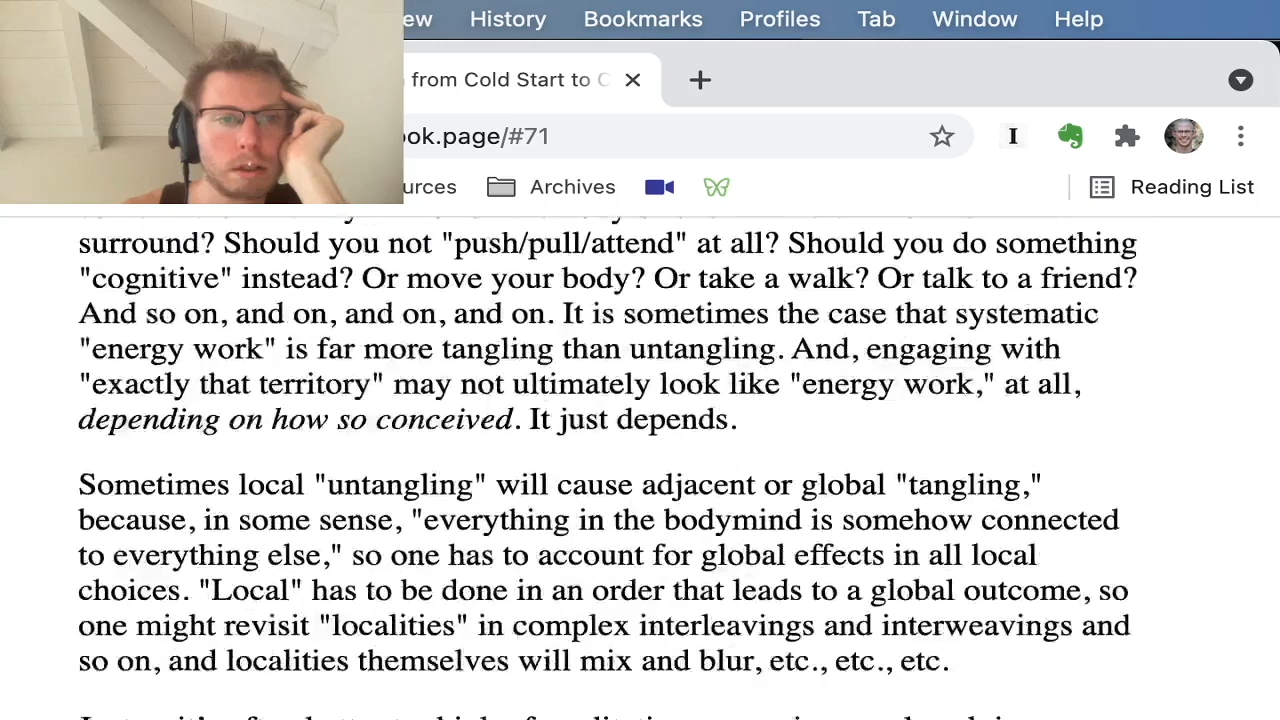 ew History Bookmarks Profiles Tab Window Help
from Cold Start to C
ook.page/#71
urces Archives Reading List
surround? Should you not "push/pull/attend" at all? Should you do something
"cognitive" instead? Or move your body? Or take a walk? Or talk to a friend?
And so on, and on, and on, and on. It is sometimes the case that systematic
"energy work" is far more tangling than untangling. And, engaging with
"exactly that territory" may not ultimately look like "energy work," at all,
depending on how so conceived. It just depends.
Sometimes local "untangling" will cause adjacent or global "tangling,"
because, in some sense, "everything in the bodymind is somehow connected
to everything else," so one has to account for global effects in all local
choices. "Local" has to be done in an order that leads to a global outcome, so
one might revisit "localities" in complex interleavings and interweavings and
so on, and localities themselves will mix and blur, etc., etc., etc.